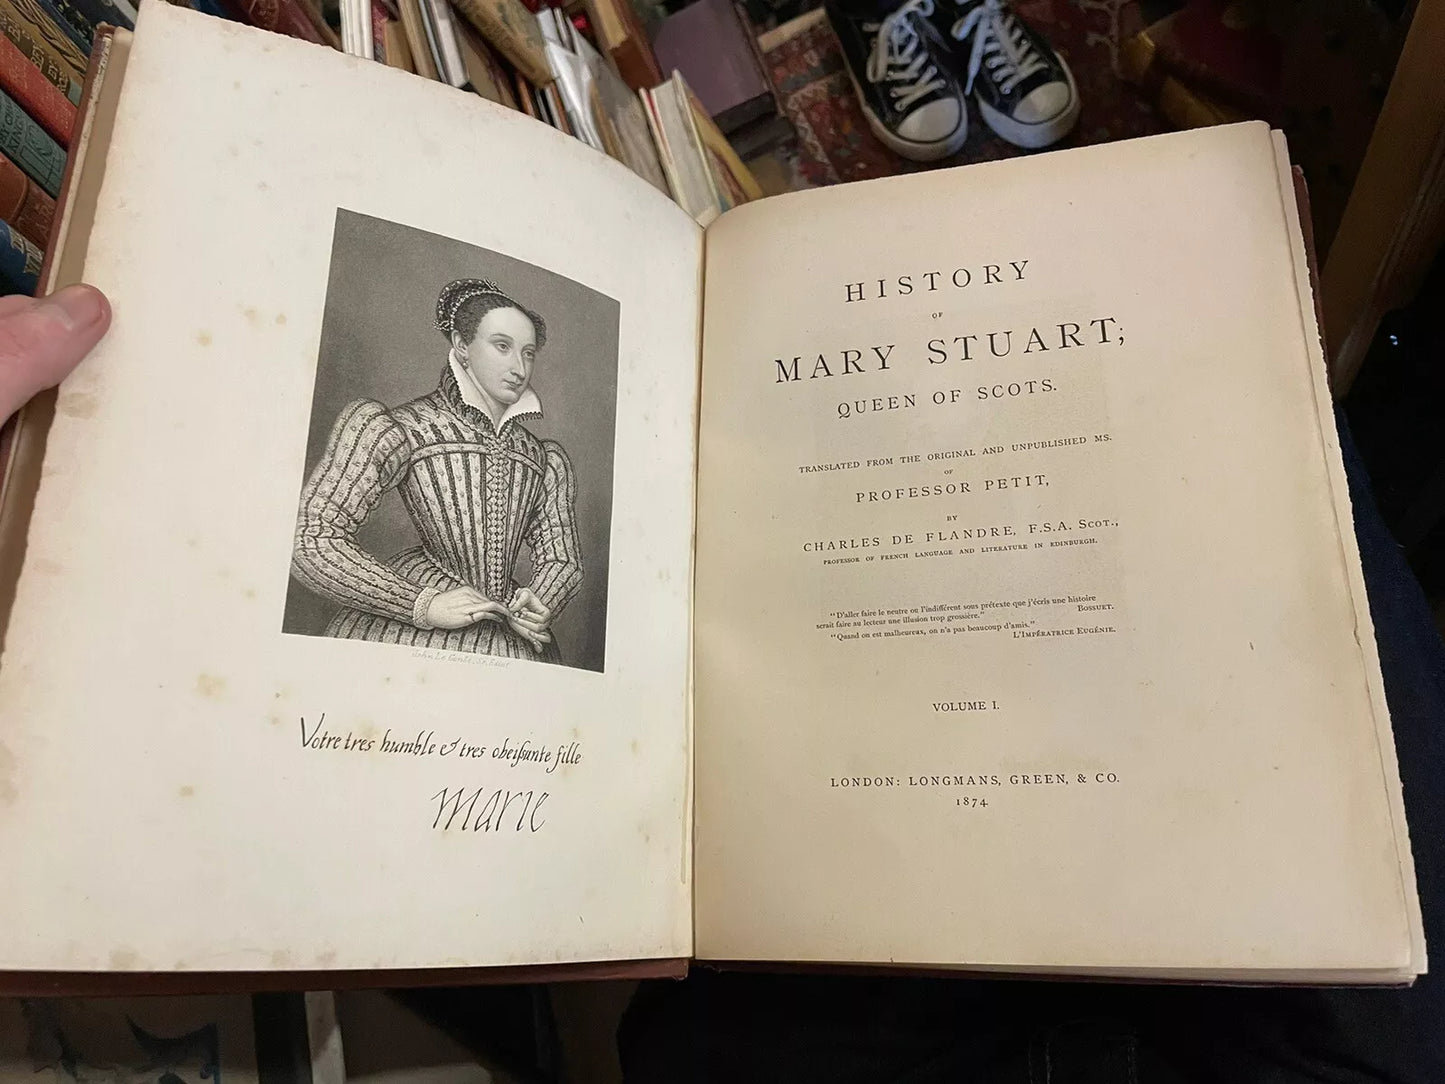 Votre tres humble & tres obeissante fille
Marie
HISTORY
OF
MARY STUART;
QUEEN OF SCOTS.
TRANSLATED FROM THE ORIGINAL AND UNPUBLISHED MS.
OF
PROFESSOR PETIT,
BY
CHARLES DE FLANDRE, F.S.A. SCOT.,
PROFESSOR OF FRENCH LANGUAGE AND LITERATURE IN EDINBURGH.
"D'aller faire le neutre ou l'indifférent sous prétexte que j'écris une histoire
serait faire au lecteur une illusion trop grossière." BOSSUET.
"Quand on est malheureux, on n'a pas beaucoup d'amis."
L'IMPÉRATRICE EUGÉNIE.
VOLUME I.
LONDON: LONGMANS, GREEN, & CO.
1874